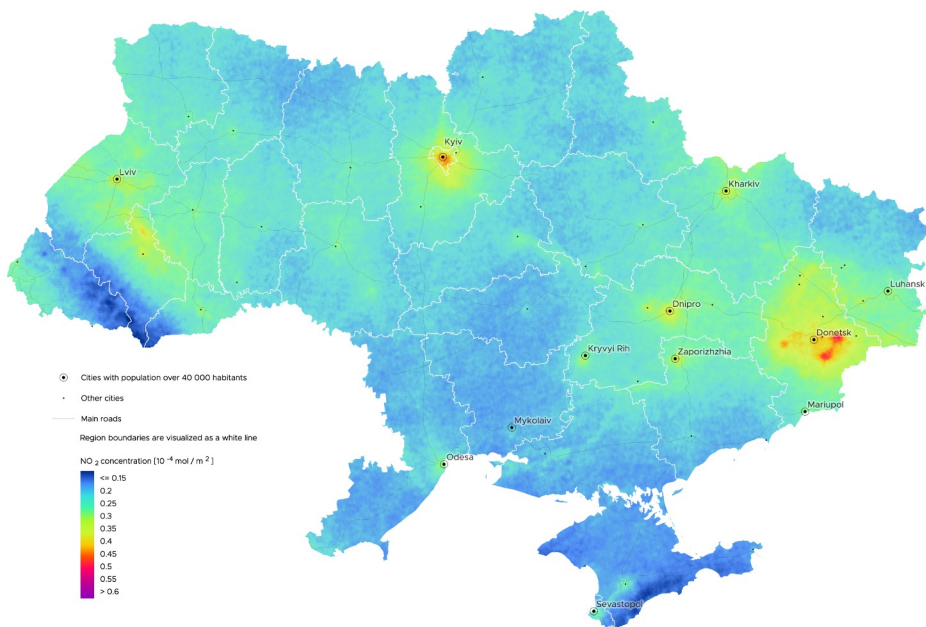 Kyiv
Lviv
Kharkiv
Luhansk
Dnipro
Donetsk
Kryvyi Rih
Zaporizhzhia
Mariupol
Mykolaiv
Odesa
Sevastopol
Cities with population over 40 000 habitants
Other cities
Main roads
Region boundaries are visualized as a white line
NO 2 concentration [10 -4 mol / m 2 ]
<= 0.15
0.2
0.25
0.3
0.35
0.4
0.45
0.5
0.55
> 0.6